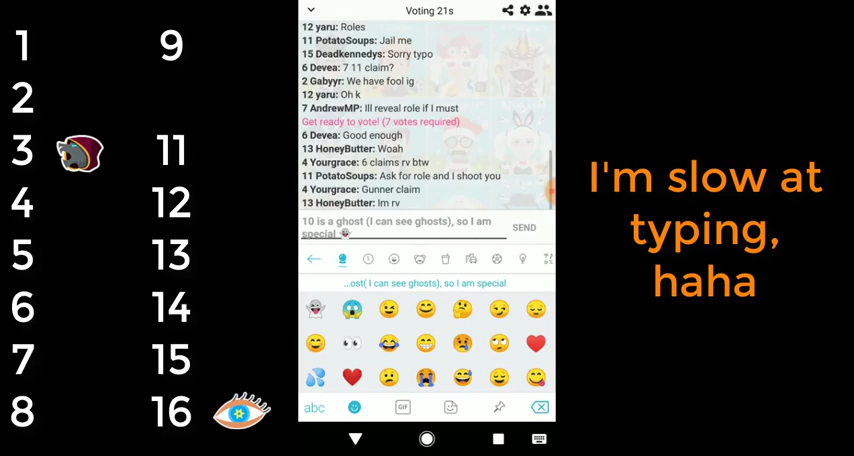 1
2
3
4
5
6
7
8
9
11
12
13
14
15
16
Voting 21s
12 yaru: Roles
11 PotatoSoups: Jail me
15 Deadkennedys: Sorry typo
6 Devea: 7 11 claim?
2 Gabyyr: We have fool ig
12 yaru: Oh k
7 AndrewMP: Ill reveal role if I must
Get ready to vote! (7 votes required)
6 Devea: Good enough
13 HoneyButter: Woah
4 Yourgrace: 6 claims rv btw
11 PotatoSoups: Ask for role and I shoot you
4 Yourgrace: Gunner claim
13 HoneyButter: Im rv
10 is a ghost (I can see ghosts), so I am
special 👻
SEND
...ost( I can see ghosts), so I am special
abc
GIF
I'm slow at
typing,
haha